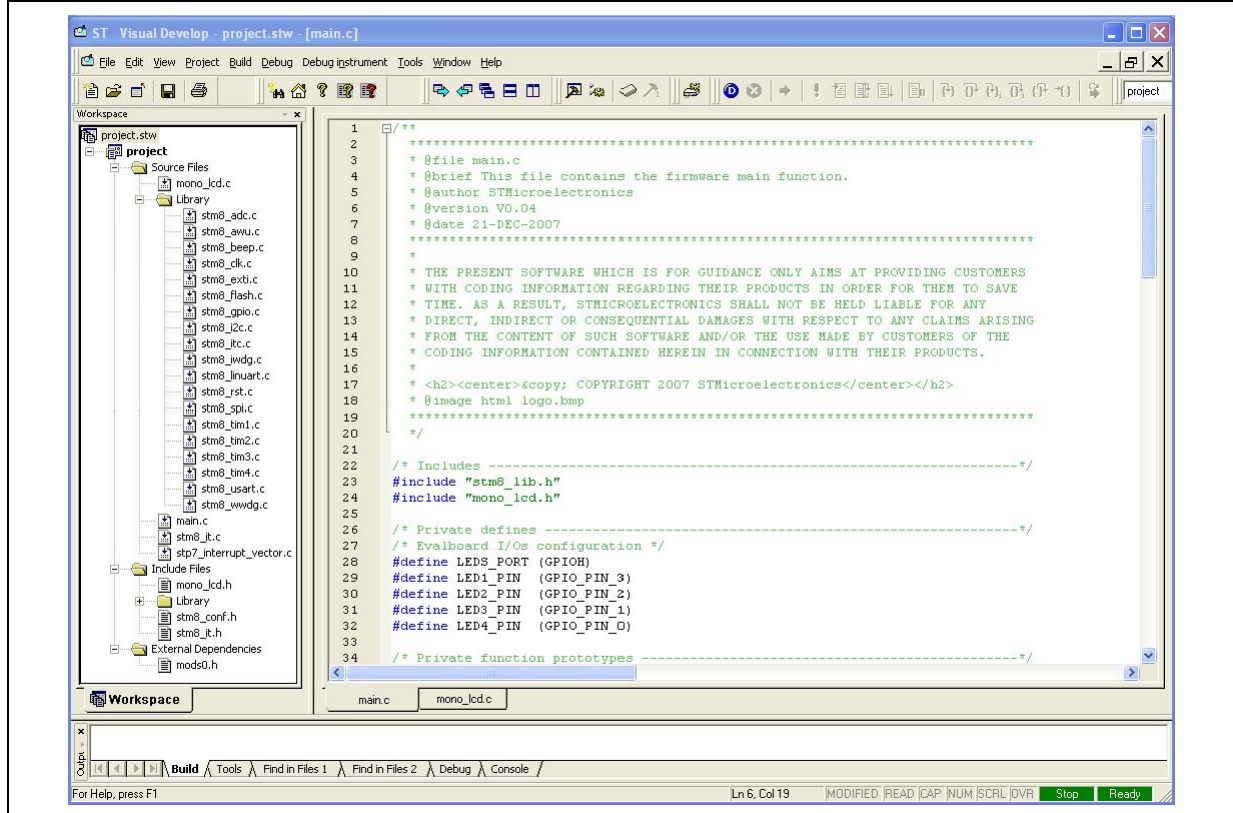 ST Visual Develop - project.stw - [main.c]
File Edit View Project Build Debug Debug instrument Tools Window Help
project
Workspace
project.stw
project
Source Files
mono_lcd.c
Library
stm8_adc.c
stm8_awu.c
stm8_beep.c
stm8_clk.c
stm8_exti.c
stm8_flash.c
stm8_gpio.c
stm8_i2c.c
stm8_itc.c
stm8_iwdg.c
stm8_linuart.c
stm8_rst.c
stm8_spi.c
stm8_tim1.c
stm8_tim2.c
stm8_tim3.c
stm8_tim4.c
stm8_usart.c
stm8_wwdg.c
main.c
stm8_it.c
stp7_interrupt_vector.c
Include Files
mono_lcd.h
Library
stm8_conf.h
stm8_it.h
External Dependencies
mods0.h
Workspace
1 /**
2 ******************************************************************************
3 * @file main.c
4 * @brief This file contains the firmware main function.
5 * @author STMicroelectronics
6 * @version V0.04
7 * @date 21-DEC-2007
8 ******************************************************************************
9 *
10 * THE PRESENT SOFTWARE WHICH IS FOR GUIDANCE ONLY AIMS AT PROVIDING CUSTOMERS
11 * WITH CODING INFORMATION REGARDING THEIR PRODUCTS IN ORDER FOR THEM TO SAVE
12 * TIME. AS A RESULT, STMICROELECTRONICS SHALL NOT BE HELD LIABLE FOR ANY
13 * DIRECT, INDIRECT OR CONSEQUENTIAL DAMAGES WITH RESPECT TO ANY CLAIMS ARISING
14 * FROM THE CONTENT OF SUCH SOFTWARE AND/OR THE USE MADE BY CUSTOMERS OF THE
15 * CODING INFORMATION CONTAINED HEREIN IN CONNECTION WITH THEIR PRODUCTS.
16 *
17 * <h2><center>&copy; COPYRIGHT 2007 STMicroelectronics</center></h2>
18 * @image html logo.bmp
19 ******************************************************************************
20 */
21
22 /* Includes ------------------------------------------------------------------*/
23 #include "stm8_lib.h"
24 #include "mono_lcd.h"
25
26 /* Private defines -----------------------------------------------------------*/
27 /* Evalboard I/Os configuration */
28 #define LEDS_PORT (GPIOH)
29 #define LED1_PIN (GPIO_PIN_3)
30 #define LED2_PIN (GPIO_PIN_2)
31 #define LED3_PIN (GPIO_PIN_1)
32 #define LED4_PIN (GPIO_PIN_0)
33
34 /* Private function prototypes -----------------------------------------------*/
main.c mono_lcd.c
Build Tools Find in Files 1 Find in Files 2 Debug Console
For Help, press F1 Ln 6, Col 19 MODIFIED READ CAP NUM SCRL OVR Stop Ready